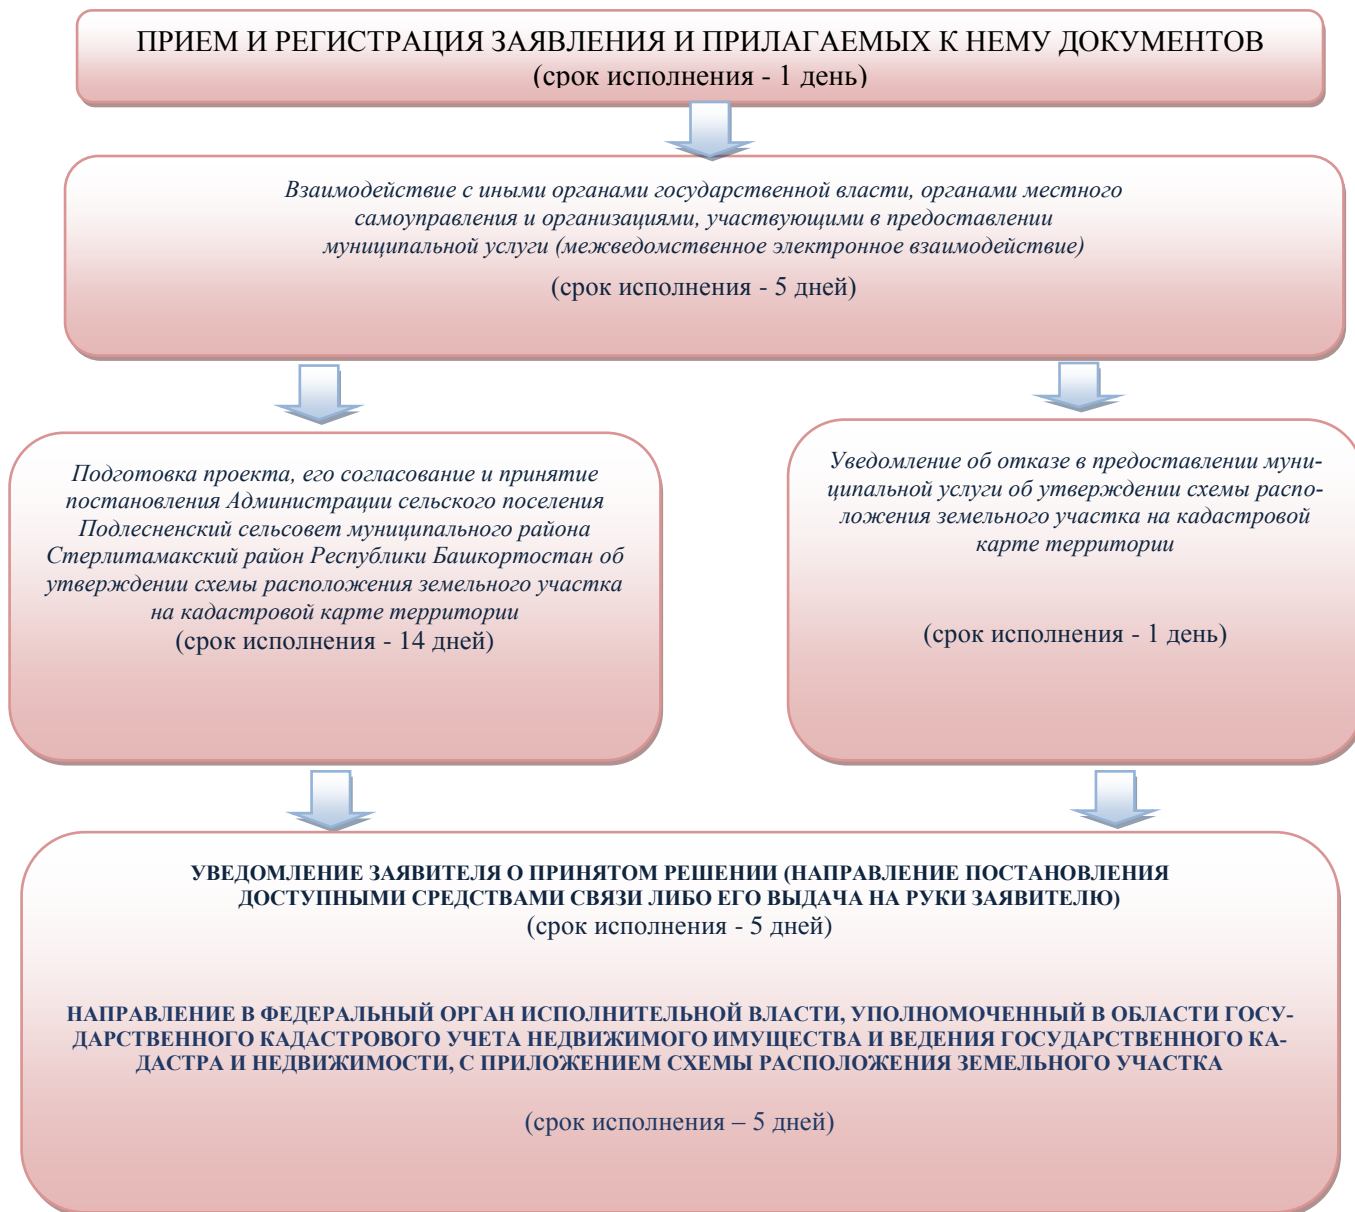 ПРИЕМ И РЕГИСТРАЦИЯ ЗАЯВЛЕНИЯ И ПРИЛАГАЕМЫХ К НЕМУ ДОКУМЕНТОВ
(срок исполнения - 1 день)
Взаимодействие с иными органами государственной власти, органами местного
самоуправления и организациями, участвующими в предоставлении
муниципальной услуги (межведомственное электронное взаимодействие)
(срок исполнения - 5 дней)
Подготовка проекта, его согласование и принятие
постановления Администрации сельского поселения
Подлесненский сельсовет муниципального района
Стерлитамакский район Республики Башкортостан об
утверждении схемы расположения земельного участка
на кадастровой карте территории
(срок исполнения - 14 дней)
Уведомление об отказе в предоставлении муни-
ципальной услуги об утверждении схемы распо-
ложения земельного участка на кадастровой
карте территории
(срок исполнения - 1 день)
УВЕДОМЛЕНИЕ ЗАЯВИТЕЛЯ О ПРИНЯТОМ РЕШЕНИИ (НАПРАВЛЕНИЕ ПОСТАНОВЛЕНИЯ
ДОСТУПНЫМИ СРЕДСТВАМИ СВЯЗИ ЛИБО ЕГО ВЫДАЧА НА РУКИ ЗАЯВИТЕЛЮ)
(срок исполнения - 5 дней)
НАПРАВЛЕНИЕ В ФЕДЕРАЛЬНЫЙ ОРГАН ИСПОЛНИТЕЛЬНОЙ ВЛАСТИ, УПОЛНОМОЧЕННЫЙ В ОБЛАСТИ ГОСУ-
ДАРСТВЕННОГО КАДАСТРОВОГО УЧЕТА НЕДВИЖИМОГО ИМУЩЕСТВА И ВЕДЕНИЯ ГОСУДАРСТВЕННОГО КА-
ДАСТРА И НЕДВИЖИМОСТИ, С ПРИЛОЖЕНИЕМ СХЕМЫ РАСПОЛОЖЕНИЯ ЗЕМЕЛЬНОГО УЧАСТКА
(срок исполнения – 5 дней)